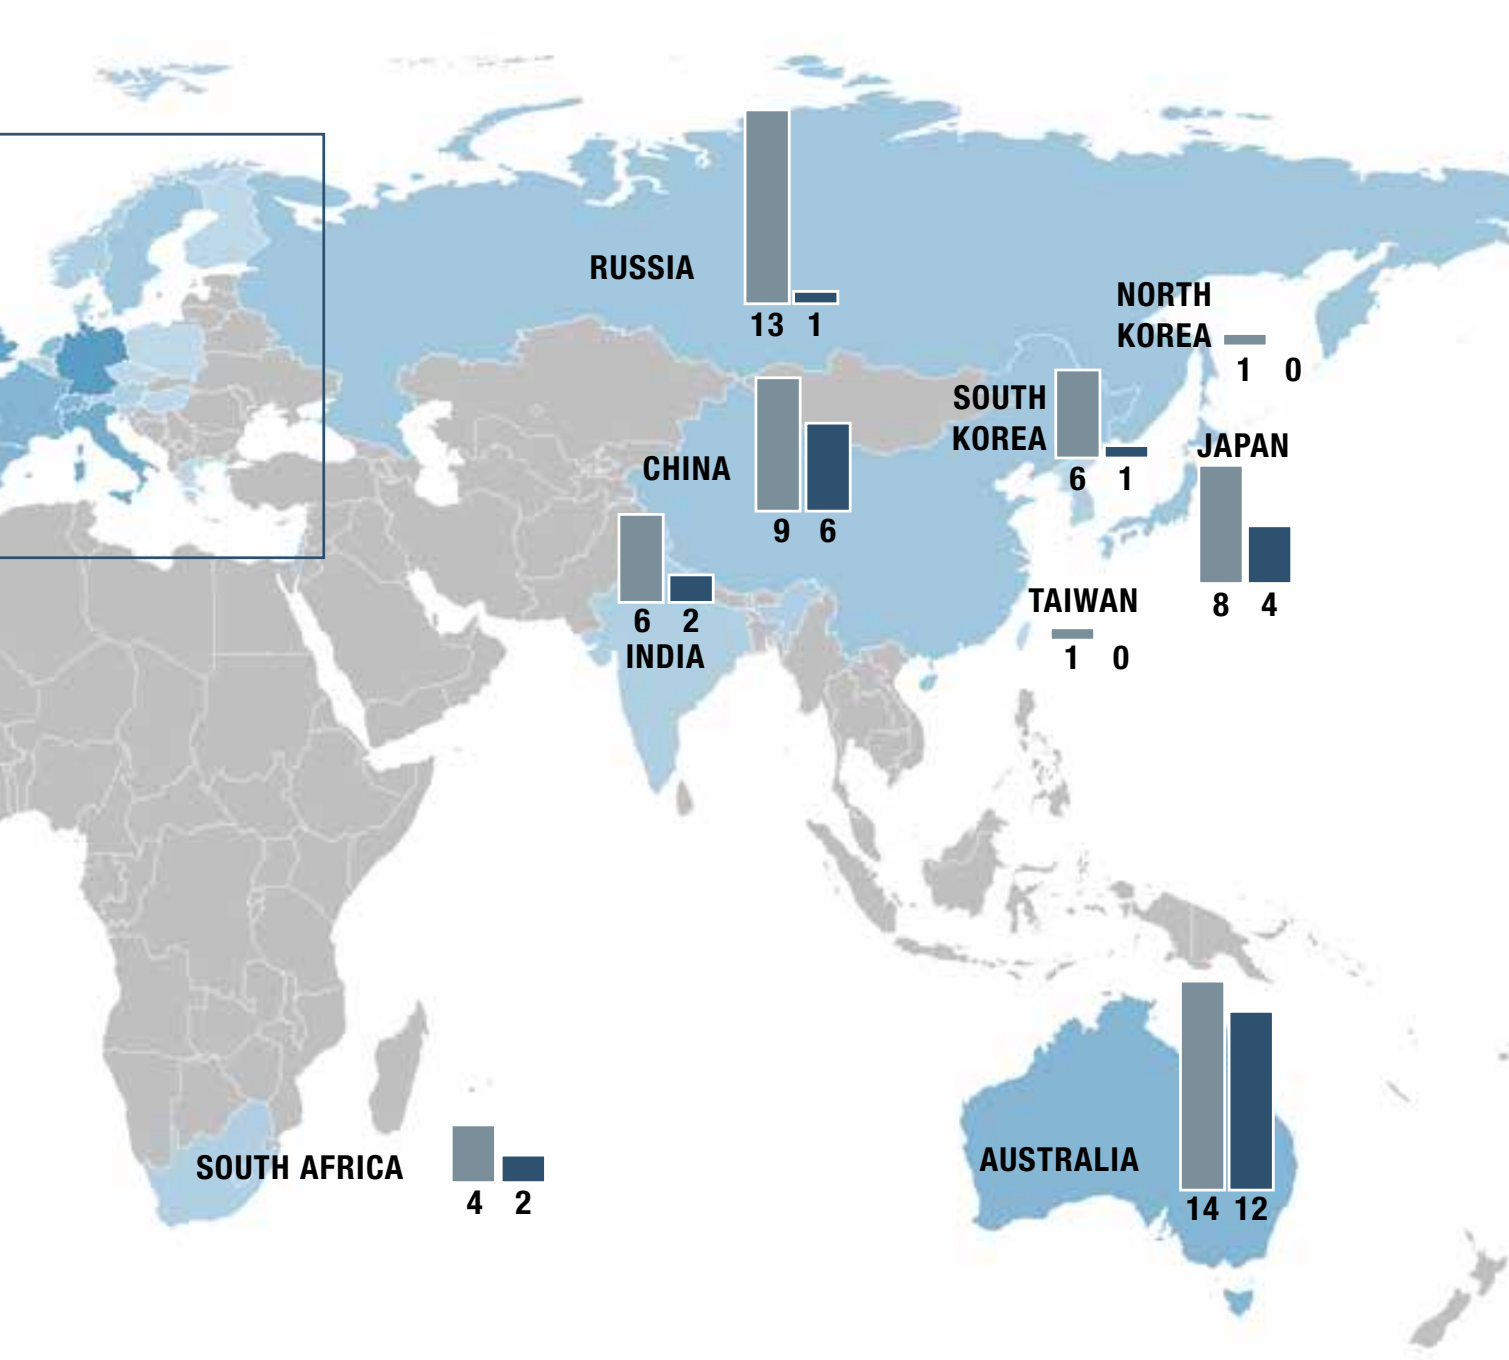 RUSSIA
13 1
NORTH
KOREA
1 0
SOUTH
KOREA
6 1
JAPAN
8 4
CHINA
9 6
6 2
INDIA
TAIWAN
1 0
SOUTH AFRICA
4 2
AUSTRALIA
14 12